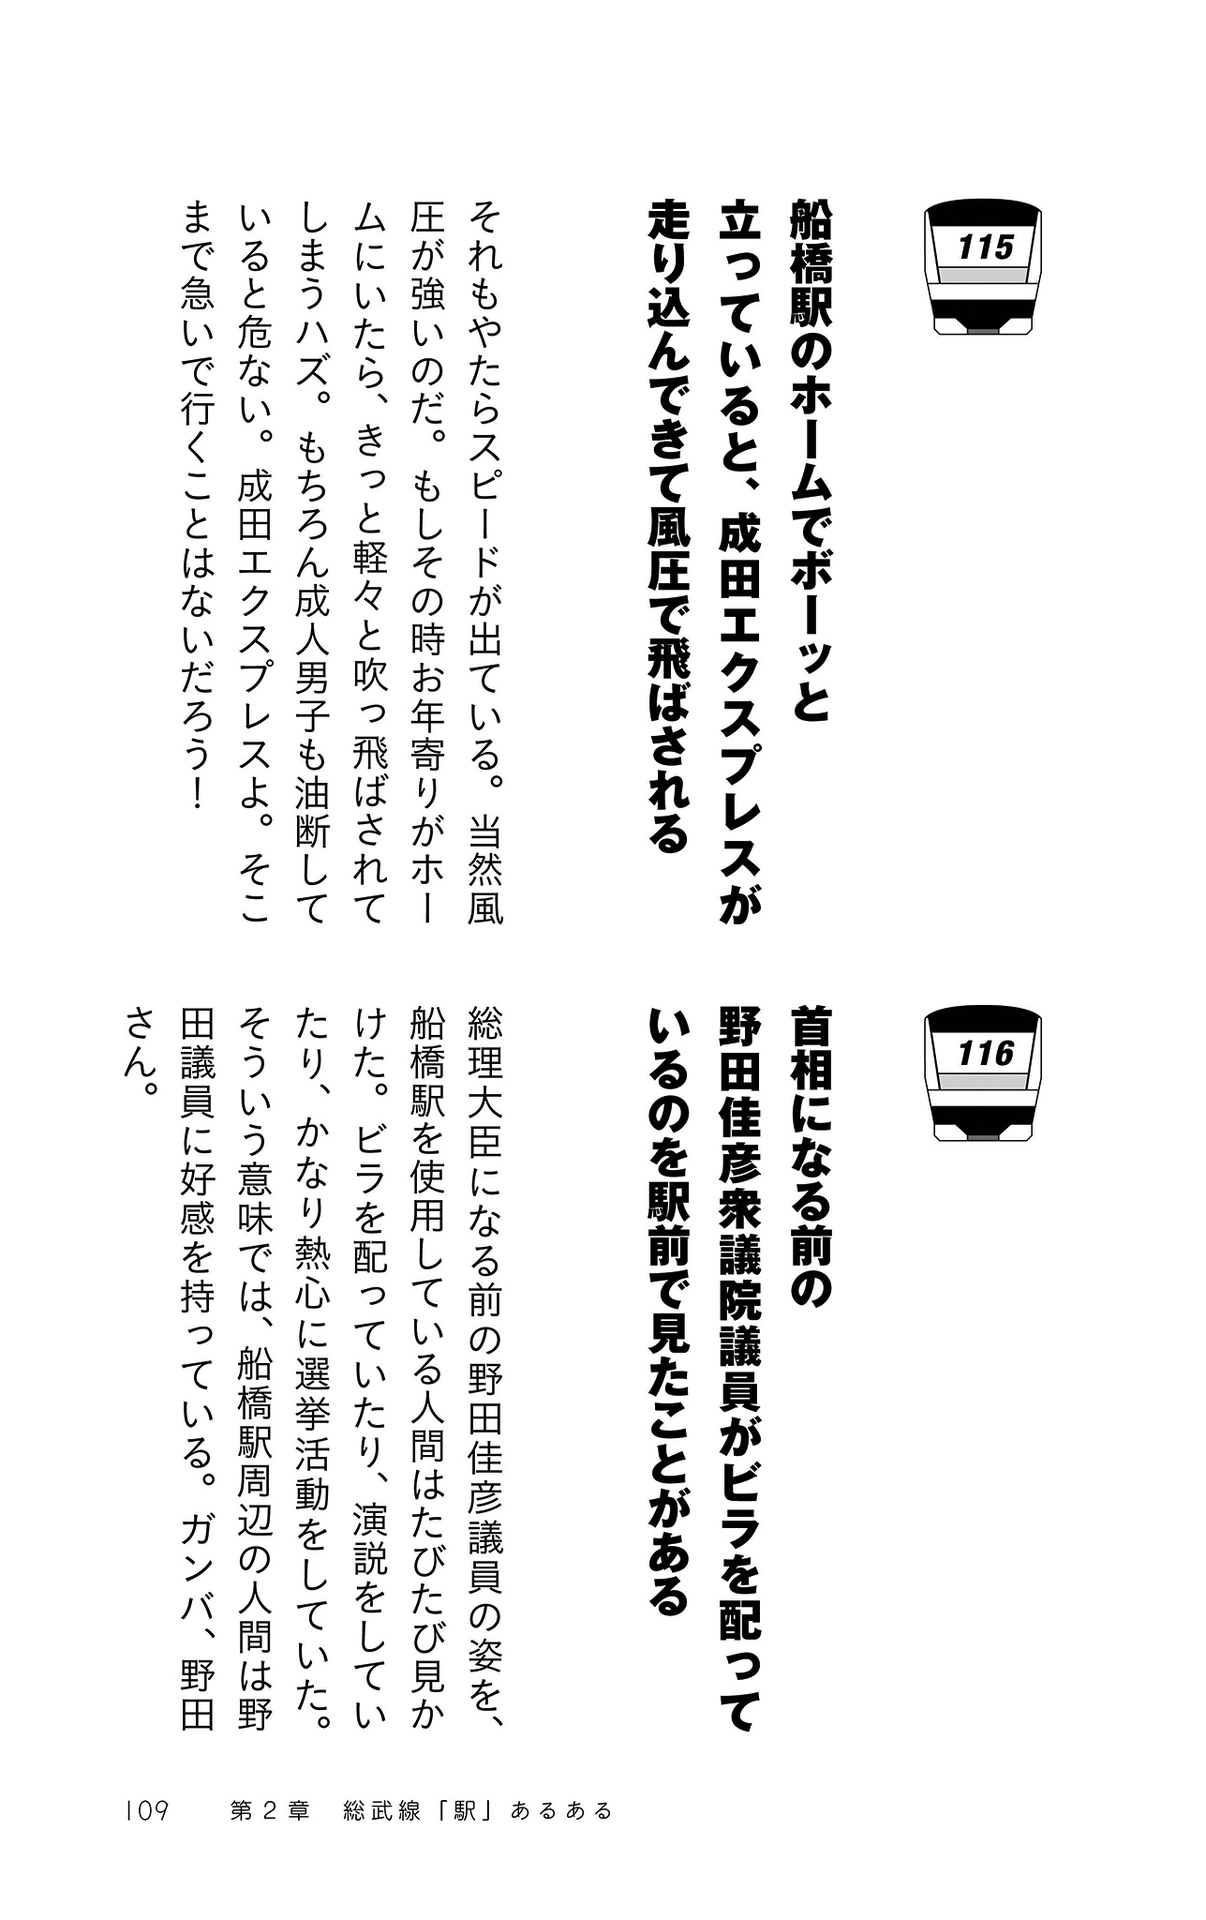 115
船橋駅のホームでボーッと
立っていると、成田エクスプレスが
走り込んできて風圧で飛ばされる
それもやたらスピードが出ている。当然風
圧が強いのだ。もしその時お年寄りがホー
ムにいたら、きっと軽々と吹っ飛ばされて
しまうハズ。もちろん成人男子も油断して
いると危ない。成田エクスプレスよ。そこ
まで急いで行くことはないだろう！
116
首相になる前の
野田佳彦衆議院議員がビラを配って
いるのを駅前で見たことがある
総理大臣になる前の野田佳彦議員の姿を、
船橋駅を使用している人間はたびたび見か
けた。ビラを配っていたり、演説をしてい
たり、かなり熱心に選挙活動をしていた。
そういう意味では、船橋駅周辺の人間は野
田議員に好感を持っている。ガンバ、野田
さん。
109 第2章 総武線「駅」あるある